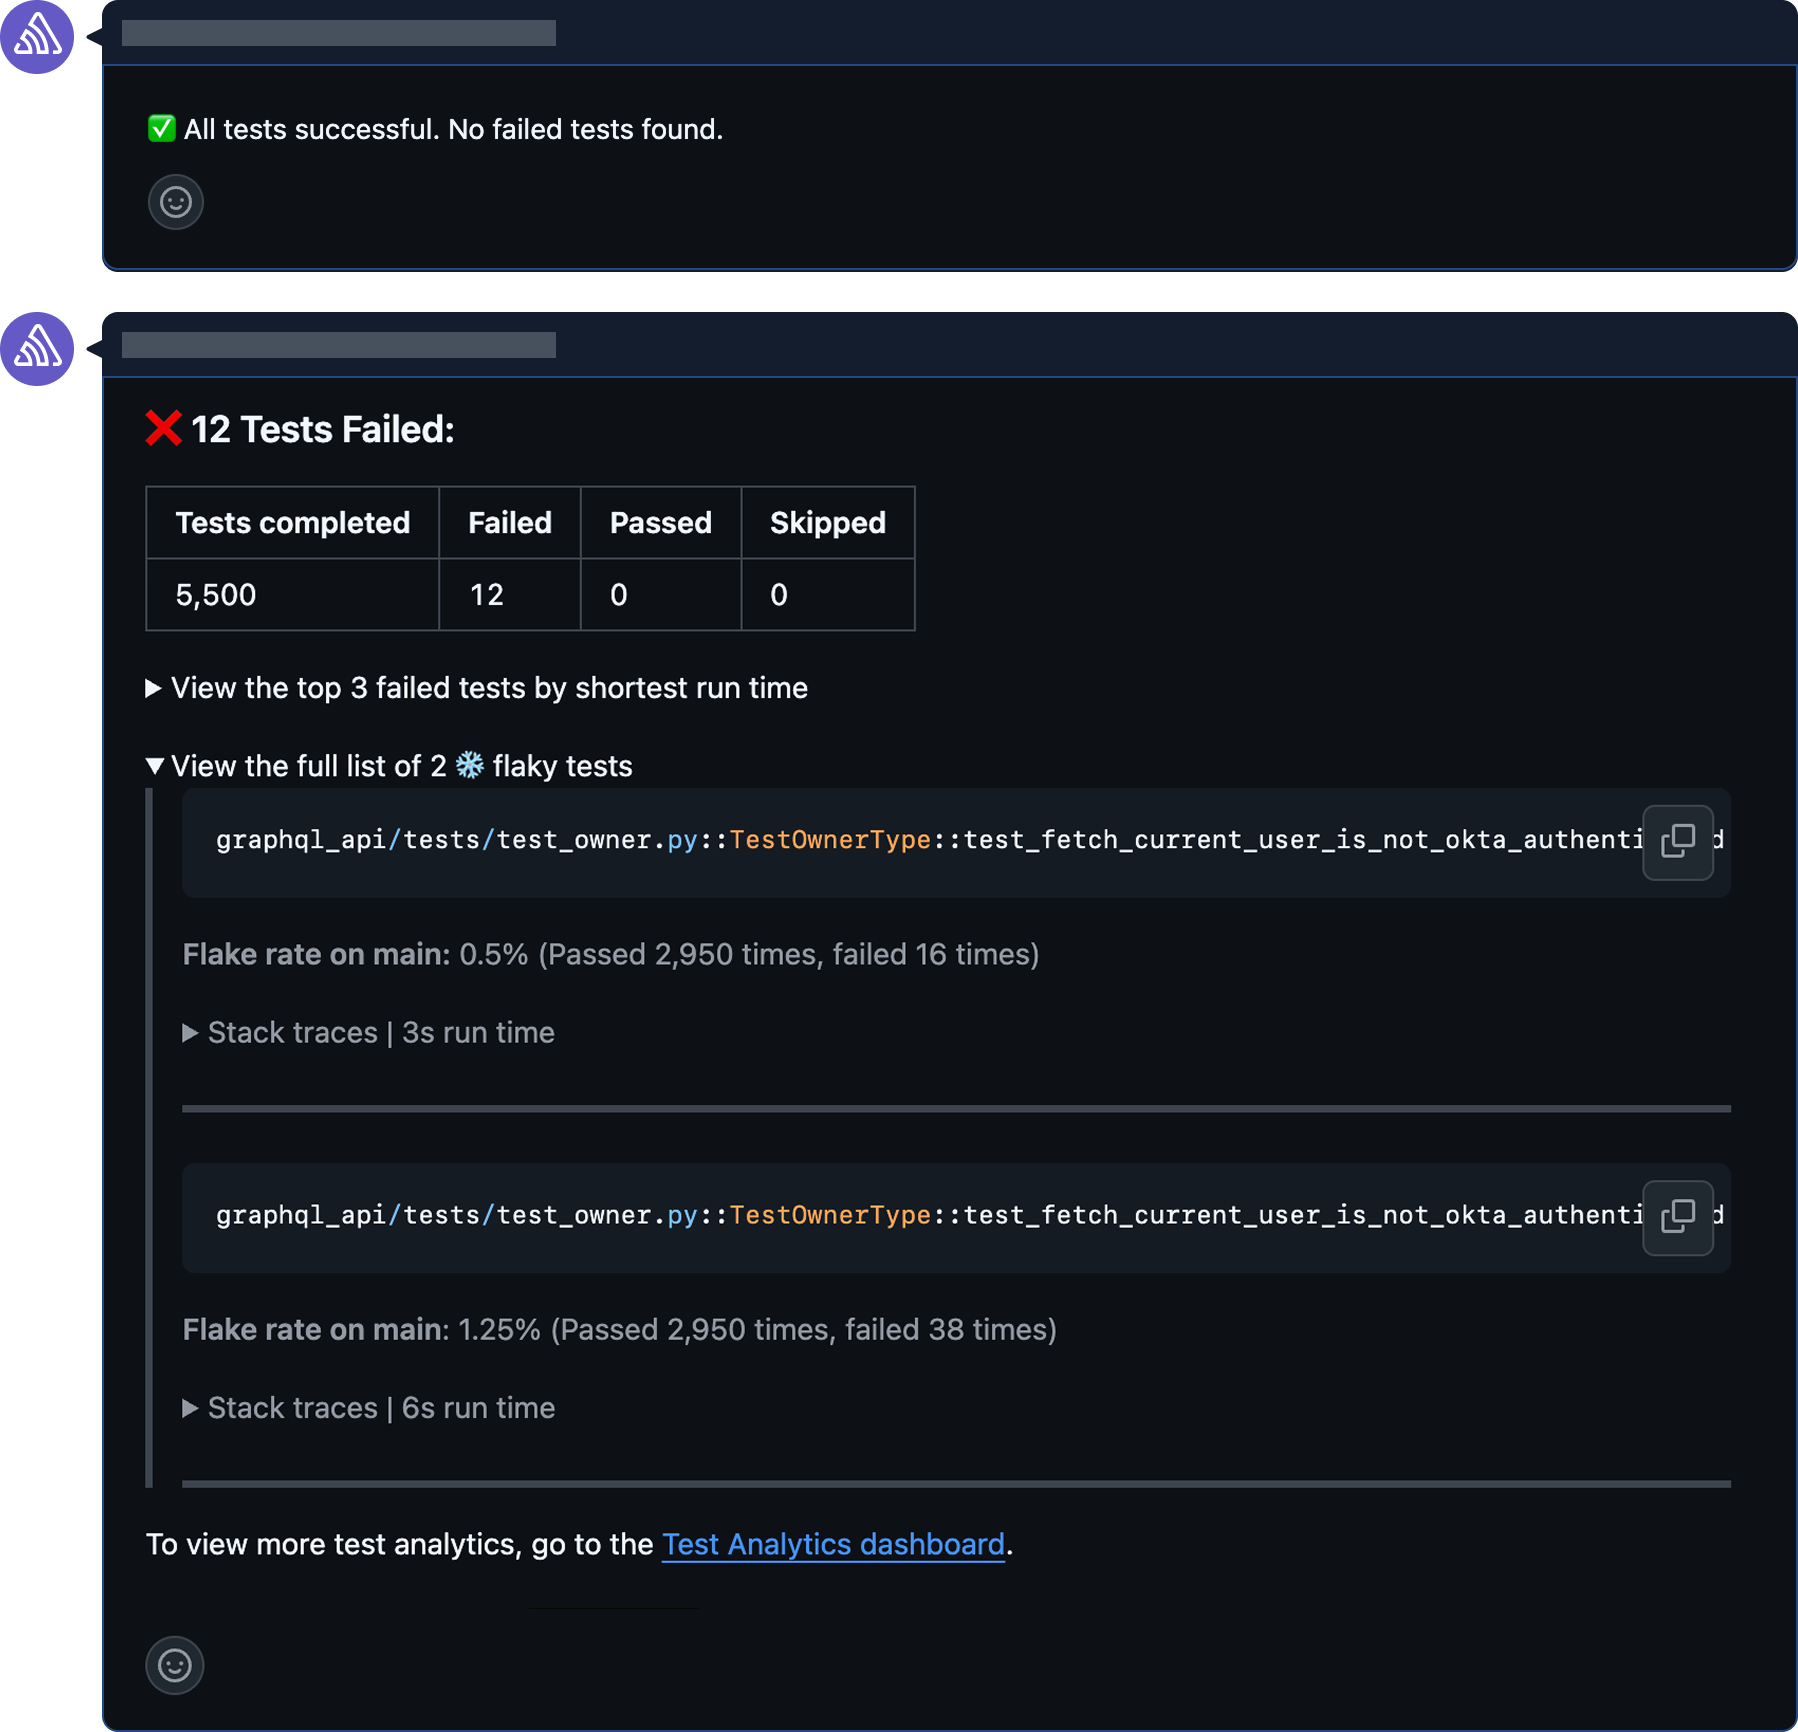 ✅ All tests successful. No failed tests found.
❌ 12 Tests Failed:
Tests completed Failed Passed Skipped
5,500 12 0 0
▶ View the top 3 failed tests by shortest run time
▼ View the full list of 2 ❄️ flaky tests
graphql_api/tests/test_owner.py::TestOwnerType::test_fetch_current_user_is_not_okta_authenti d
Flake rate on main: 0.5% (Passed 2,950 times, failed 16 times)
▶ Stack traces | 3s run time
graphql_api/tests/test_owner.py::TestOwnerType::test_fetch_current_user_is_not_okta_authenti d
Flake rate on main: 1.25% (Passed 2,950 times, failed 38 times)
▶ Stack traces | 6s run time
To view more test analytics, go to the Test Analytics dashboard.